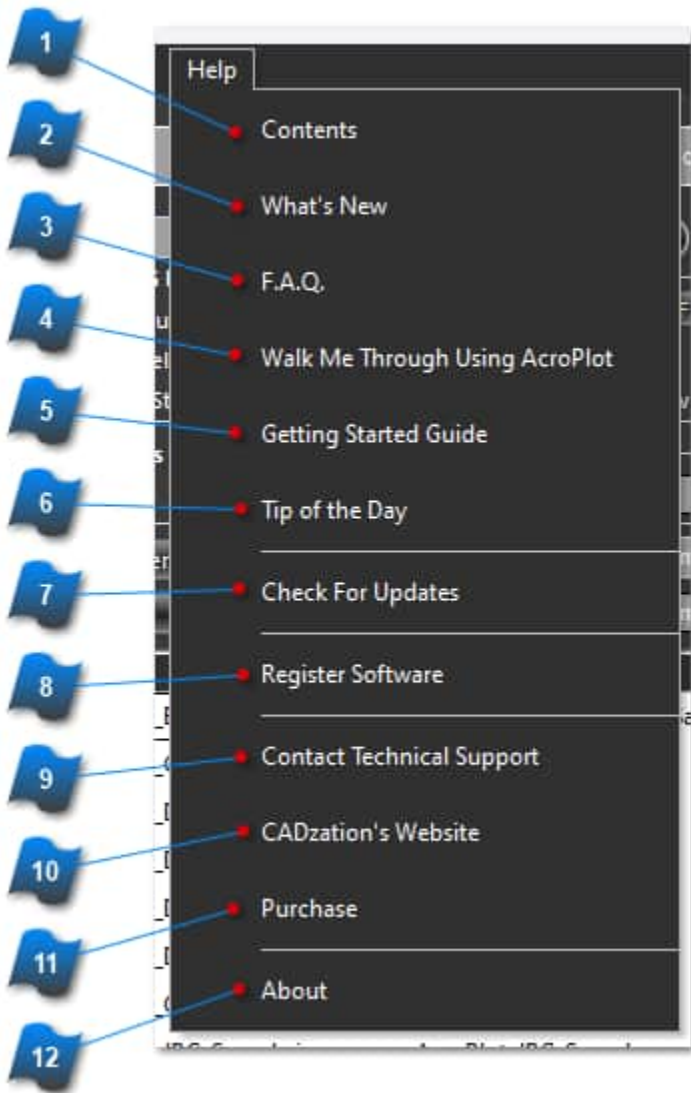 Help
1
Contents
2
What's New
3
F.A.Q.
4
Walk Me Through Using AcroPlot
5
Getting Started Guide
6
Tip of the Day
7
Check For Updates
8
Register Software
9
Contact Technical Support
10
CADzation's Website
11
Purchase
12
About